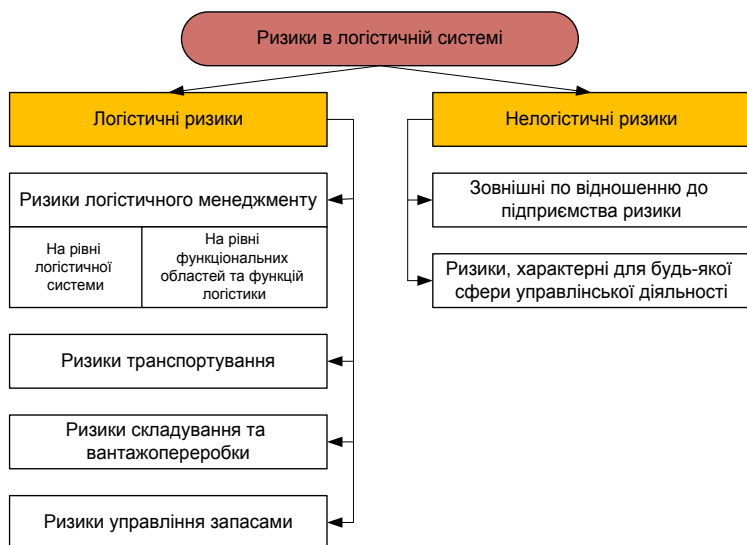 Ризики в логістичній системі
Логістичні ризики
Нелогістичні ризики
Ризики логістичного менеджменту
На рівні
логістичної
системи
На рівні
функціональних
областей та функцій
логістики
Ризики транспортування
Ризики складування та
вантажопереробки
Ризики управління запасами
Зовнішні по відношенню до
підприємства ризики
Ризики, характерні для будь-якої
сфери управлінської діяльності